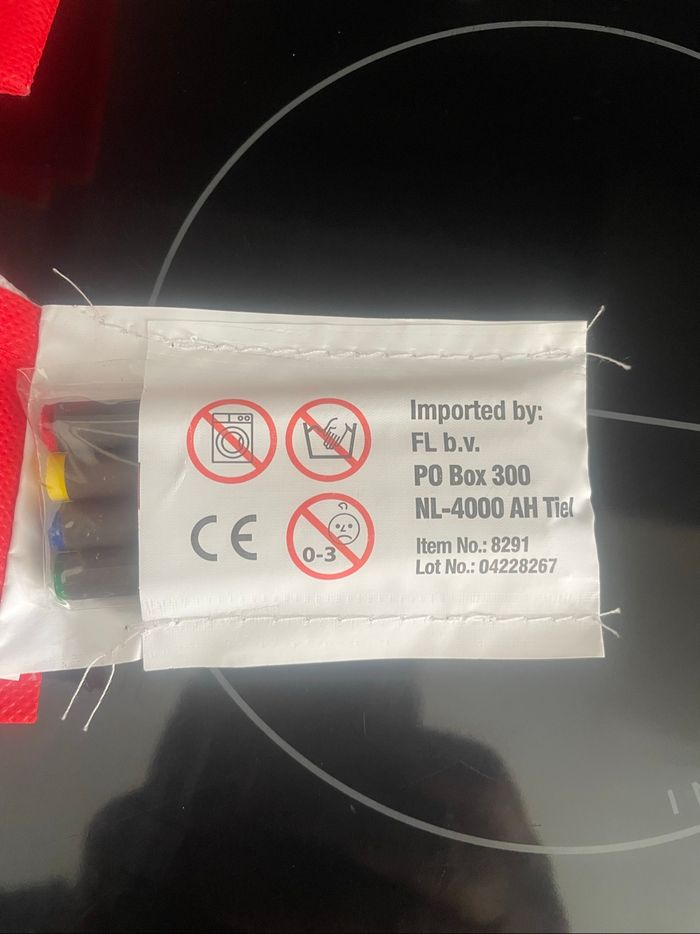 Imported by:
FL b.v.
PO Box 300
NL-4000 AH Tiel
CE
0-3
Item No.: 8291
Lot No.: 04228267